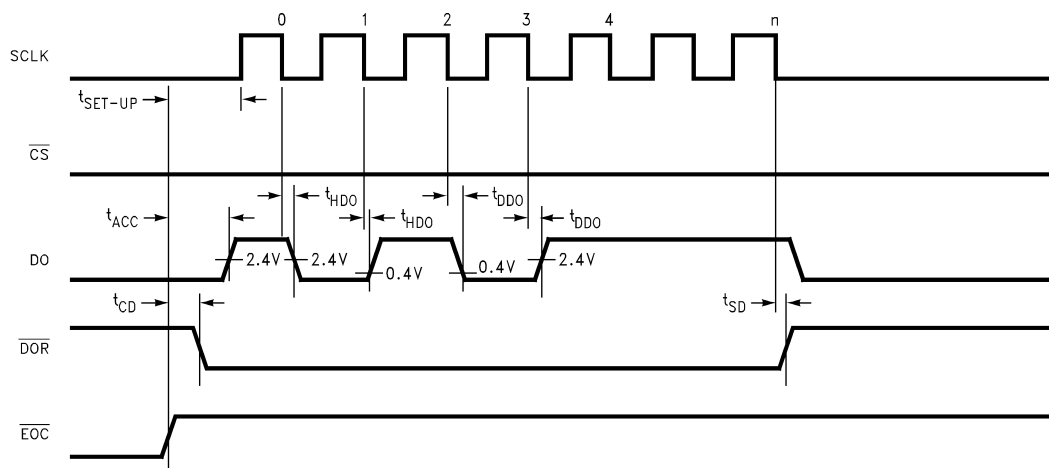 0 1 2 3 4 n
SCLK
tSET-UP
CS
tHDO tDDO
tACC tHDO tDDO
DO 2.4V 2.4V 0.4V 0.4V 2.4V
tCD tSD
DOR
EOC